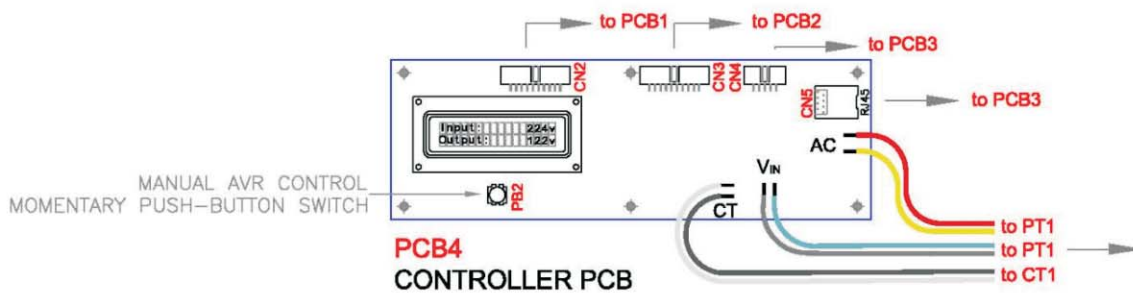 to PCB1
to PCB2
to PCB3
CN2
CN3
CN4
CN5
RJ45
to PCB3
Input: 224v
Output: 122v
AC
VIN
CT
MANUAL AVR CONTROL
MOMENTARY PUSH-BUTTON SWITCH
PB2
to PT1
to PT1
to CT1
PCB4
CONTROLLER PCB